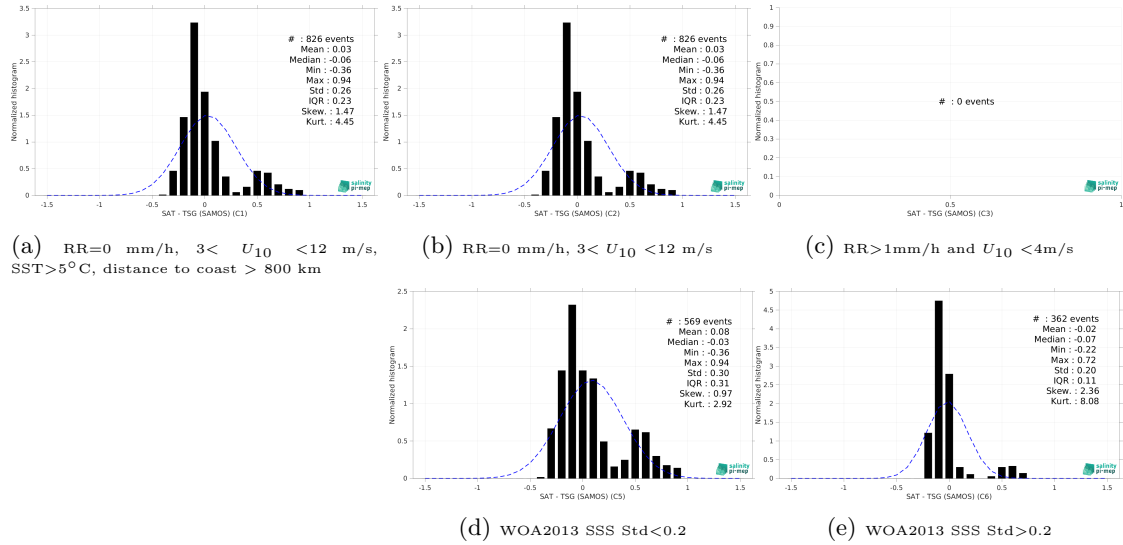 3.5
3
2.5
2
1.5
1
0.5
0
Normalized histogram
# : 826 events
Mean : 0.03
Median : -0.06
Min : -0.36
Max : 0.94
Std : 0.26
IQR : 0.23
Skew. : 1.47
Kurt. : 4.45
salinity
pi-mep
-1.5 -1 -0.5 0 0.5 1 1.5
SAT - TSG (SAMOS) (C1)
(a) RR=0 mm/h, 3< U10 <12 m/s,
SST>5°C, distance to coast > 800 km
3.5
3
2.5
2
1.5
1
0.5
0
Normalized histogram
# : 826 events
Mean : 0.03
Median : -0.06
Min : -0.36
Max : 0.94
Std : 0.26
IQR : 0.23
Skew. : 1.47
Kurt. : 4.45
salinity
pi-mep
-1.5 -1 -0.5 0 0.5 1 1.5
SAT - TSG (SAMOS) (C2)
(b) RR=0 mm/h, 3< U10 <12 m/s
1
0.9
0.8
0.7
0.6
0.5
0.4
0.3
0.2
0.1
0
Normalized histogram
# : 0 events
salinity
pi-mep
0 0.5 1
SAT - TSG (SAMOS) (C3)
(c) RR>1mm/h and U10 <4m/s
2.5
2
1.5
1
0.5
0
Normalized histogram
# : 569 events
Mean : 0.08
Median : -0.03
Min : -0.36
Max : 0.94
Std : 0.30
IQR : 0.31
Skew. : 0.97
Kurt. : 2.92
salinity
pi-mep
-1.5 -1 -0.5 0 0.5 1 1.5
SAT - TSG (SAMOS) (C5)
(d) WOA2013 SSS Std<0.2
5
4.5
4
3.5
3
2.5
2
1.5
1
0.5
0
Normalized histogram
# : 362 events
Mean : -0.02
Median : -0.07
Min : -0.22
Max : 0.72
Std : 0.20
IQR : 0.11
Skew. : 2.36
Kurt. : 8.08
salinity
pi-mep
-1.5 -1 -0.5 0 0.5 1 1.5
SAT - TSG (SAMOS) (C6)
(e) WOA2013 SSS Std>0.2